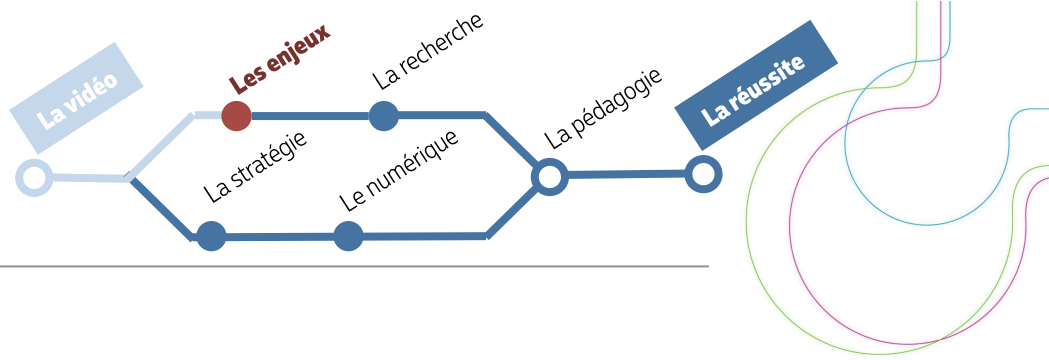 La vidéo
Les enjeux
La recherche
La stratégie
Le numérique
La pédagogie
La réussite